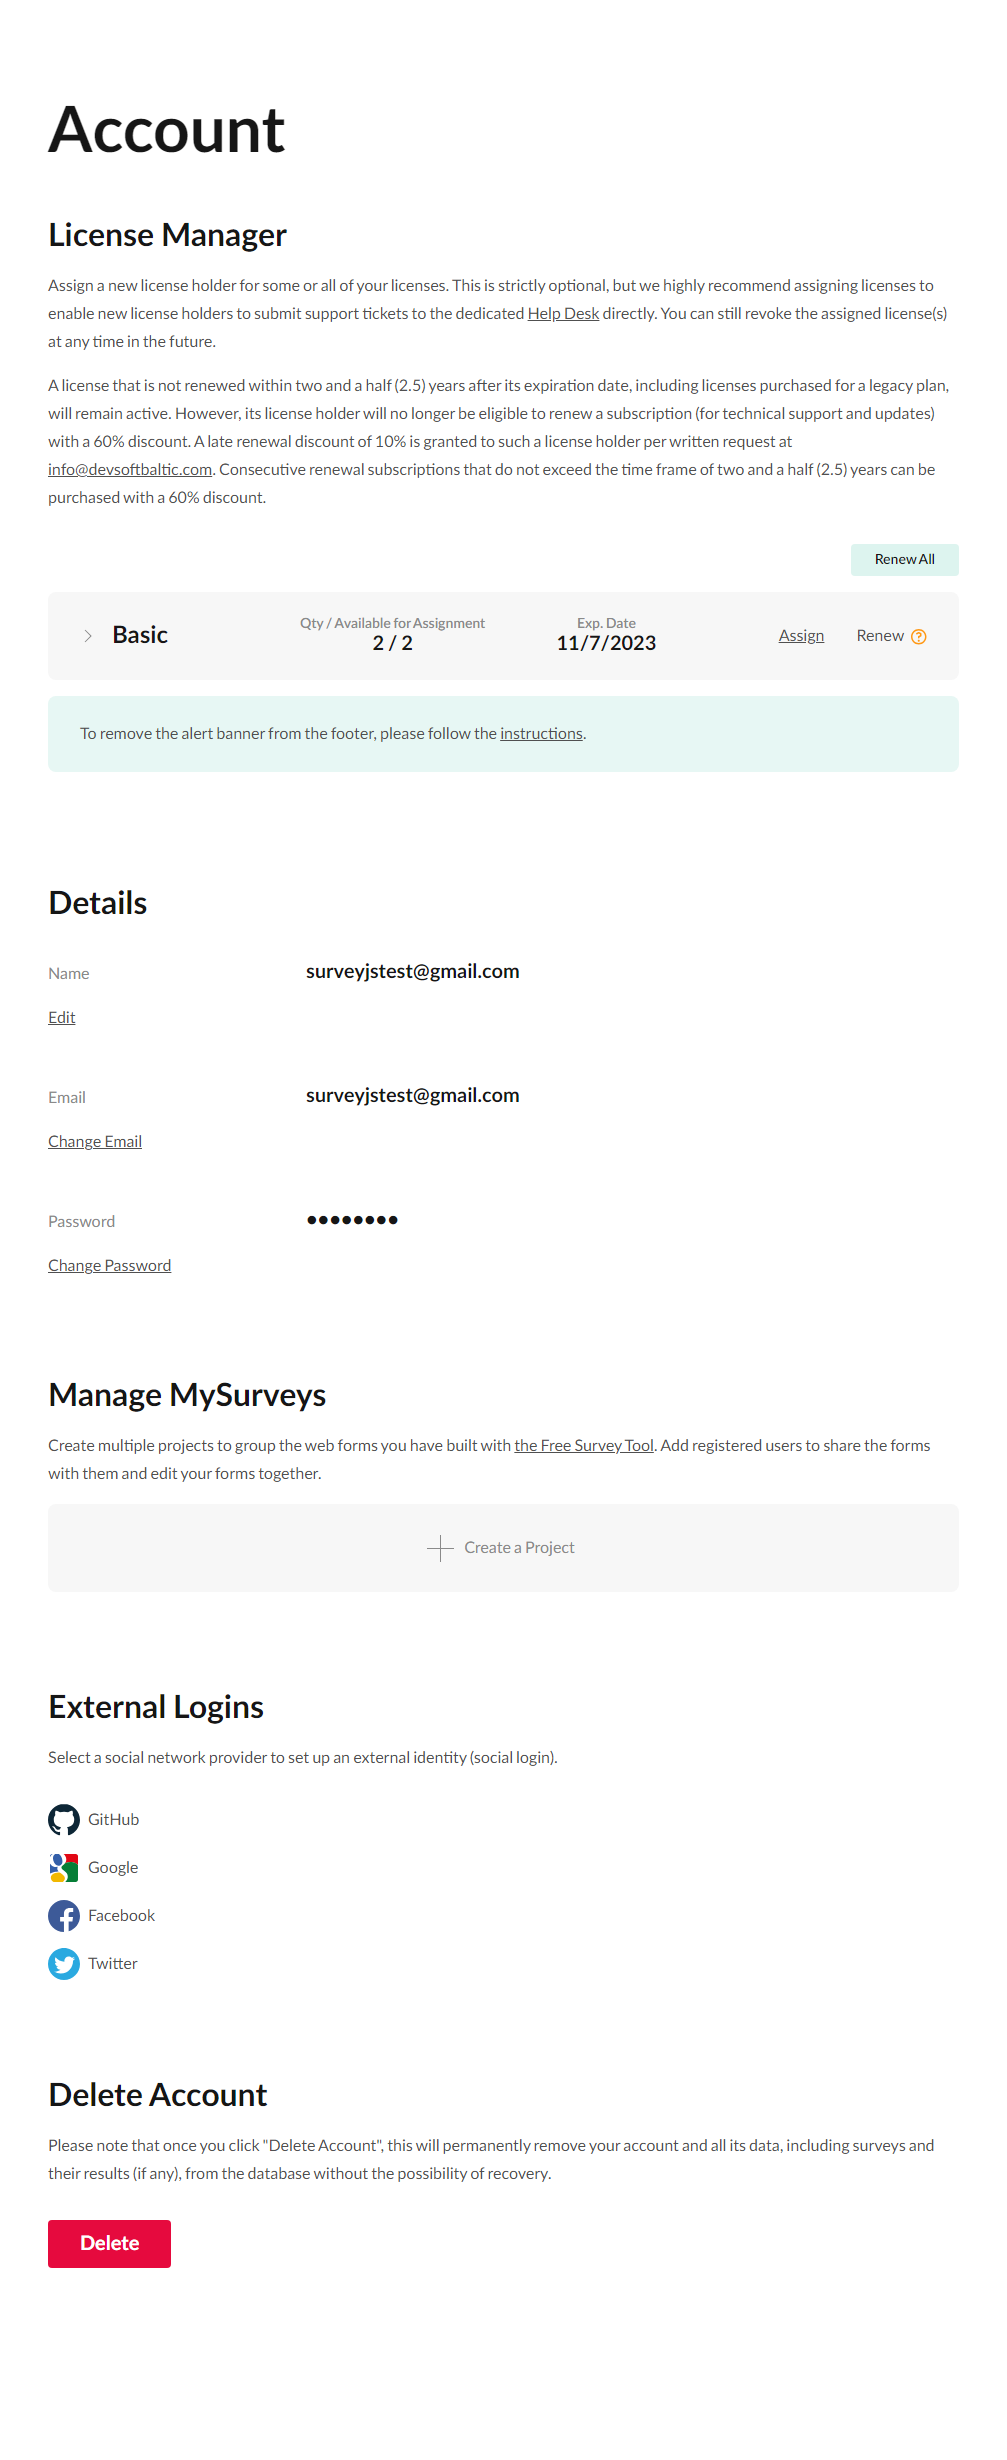 Account
License Manager
Assign a new license holder for some or all of your licenses. This is strictly optional, but we highly recommend assigning licenses to
enable new license holders to submit support tickets to the dedicated Help Desk directly. You can still revoke the assigned license(s)
at any time in the future.
A license that is not renewed within two and a half (2.5) years after its expiration date, including licenses purchased for a legacy plan,
will remain active. However, its license holder will no longer be eligible to renew a subscription (for technical support and updates)
with a 60% discount. A late renewal discount of 10% is granted to such a license holder per written request at
info@devsoftbaltic.com. Consecutive renewal subscriptions that do not exceed the time frame of two and a half (2.5) years can be
purchased with a 60% discount.
Renew All
Basic
Qty / Available for Assignment
2 / 2
Exp. Date
11/7/2023
Assign
Renew
To remove the alert banner from the footer, please follow the instructions.
Details
Name
surveyjstest@gmail.com
Edit
Email
surveyjstest@gmail.com
Change Email
Password
••••••••
Change Password
Manage MySurveys
Create multiple projects to group the web forms you have built with the Free Survey Tool. Add registered users to share the forms
with them and edit your forms together.
Create a Project
External Logins
Select a social network provider to set up an external identity (social login).
GitHub
Google
Facebook
Twitter
Delete Account
Please note that once you click "Delete Account", this will permanently remove your account and all its data, including surveys and
their results (if any), from the database without the possibility of recovery.
Delete